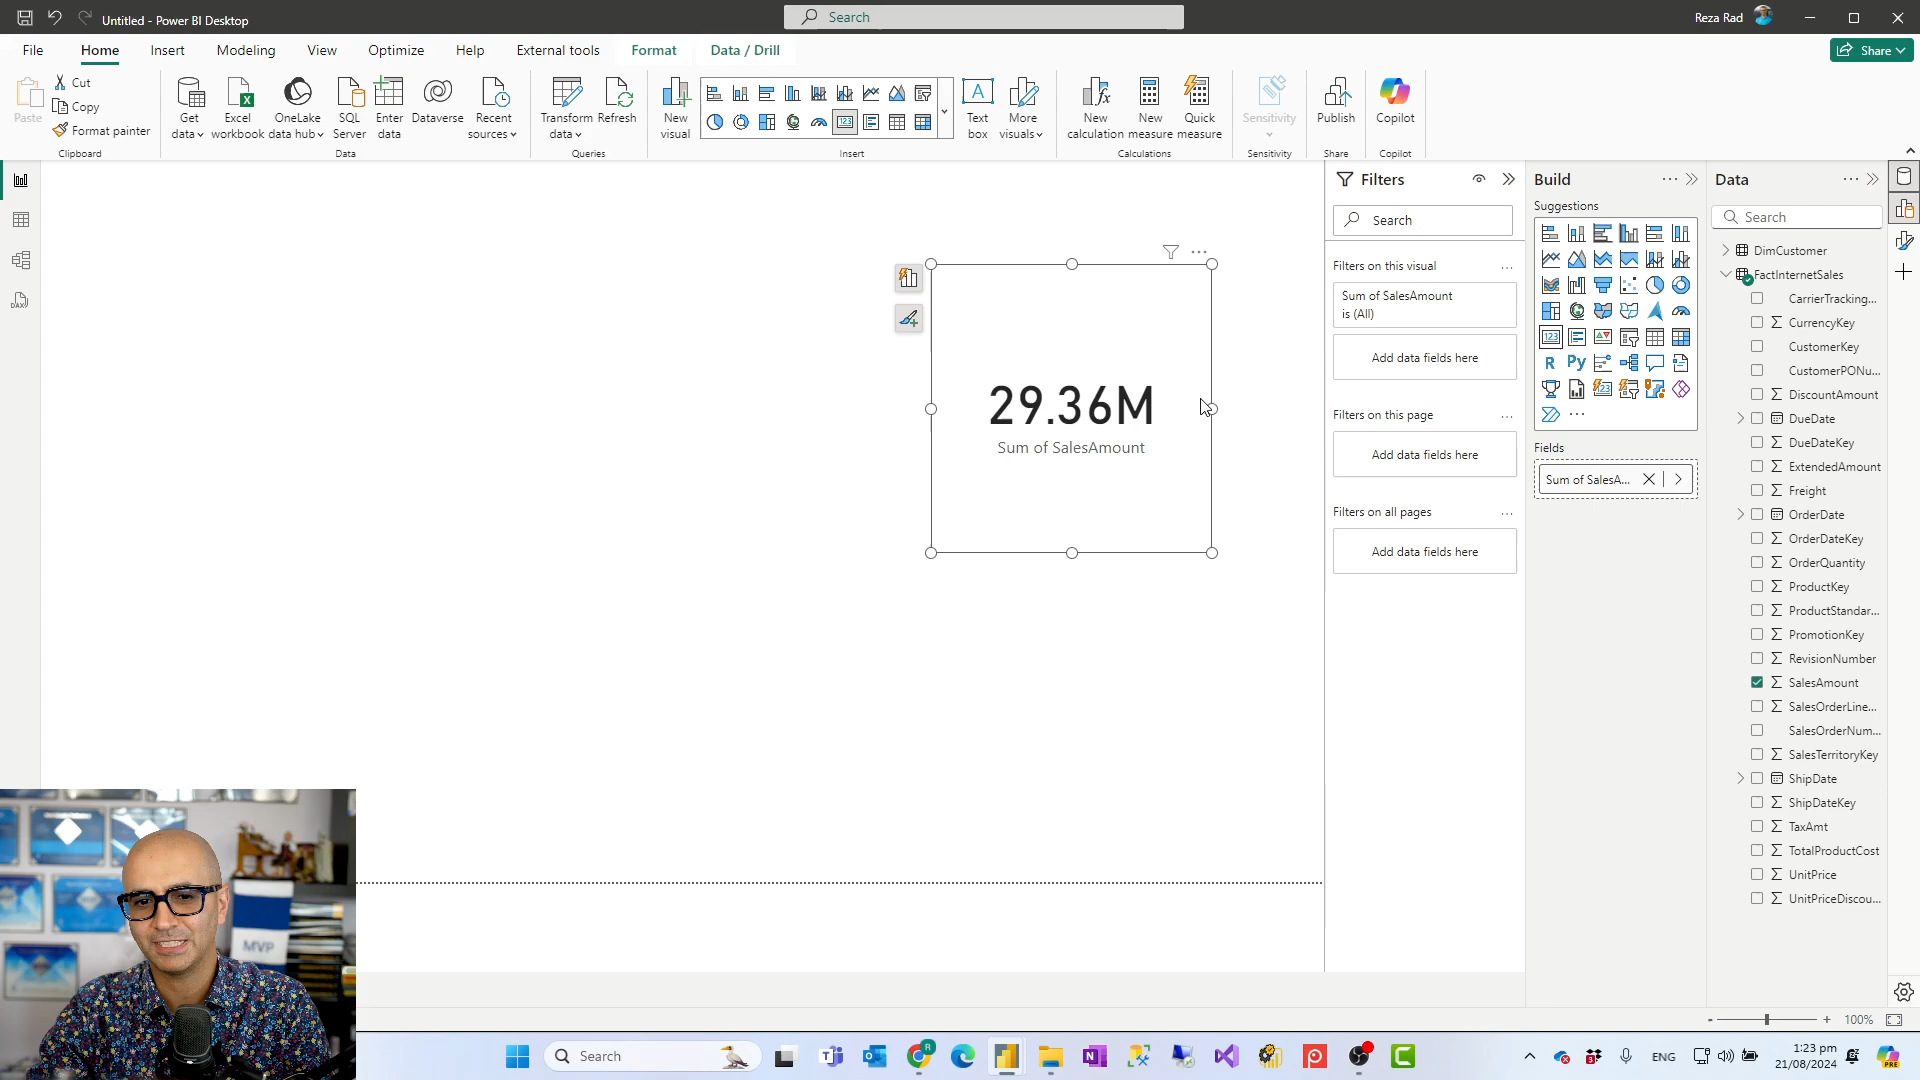 Untitled - Power BI Desktop
Search
Reza Rad
File
Home
Insert
Modeling
View
Optimize
Help
External tools
Format
Data / Drill
Share
Paste
Cut
Copy
Format painter
Clipboard
Get data
Excel workbook
OneLake data hub
SQL Server
Enter data
Dataverse
Recent sources
Data
Transform data
Refresh
Queries
New visual
Text box
More visuals
Insert
New calculation
New measure
Quick measure
Calculations
Sensitivity
Sensitivity
Publish
Share
Copilot
Copilot
29.36M
Sum of SalesAmount
Filters
Search
Filters on this visual
Sum of SalesAmount
is (All)
Add data fields here
Filters on this page
Add data fields here
Filters on all pages
Add data fields here
Build
Suggestions
R
Py
Fields
Sum of SalesA...
Data
Search
DimCustomer
FactInternetSales
CarrierTracking...
CurrencyKey
CustomerKey
CustomerPONu...
DiscountAmount
DueDate
DueDateKey
ExtendedAmount
Freight
OrderDate
OrderDateKey
OrderQuantity
ProductKey
ProductStandar...
PromotionKey
RevisionNumber
SalesAmount
SalesOrderLine...
SalesOrderNum...
SalesTerritoryKey
ShipDate
ShipDateKey
TaxAmt
TotalProductCost
UnitPrice
UnitPriceDiscou...
MVP
100%
Search
ENG
1:23 pm
21/08/2024